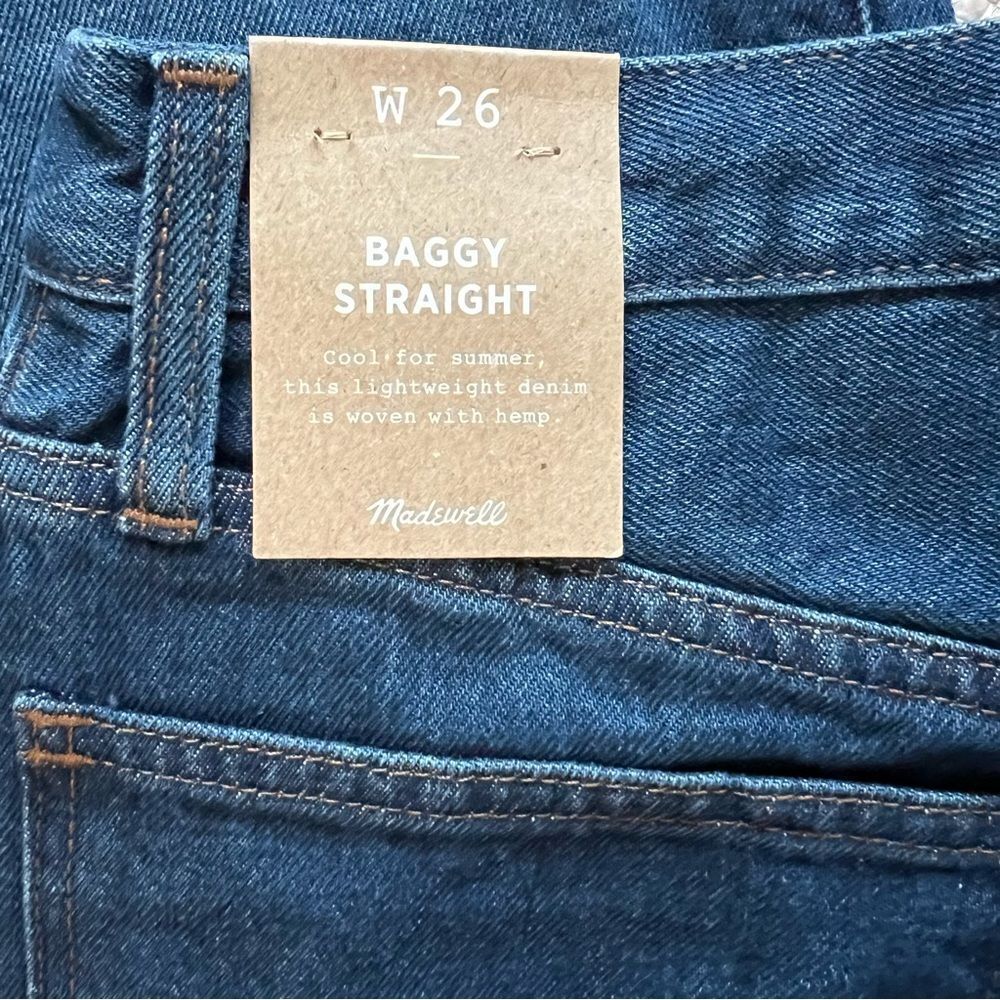 W 26
BAGGY
STRAIGHT
Cool for summer,
this lightweight denim
is woven with hemp.
Madewell